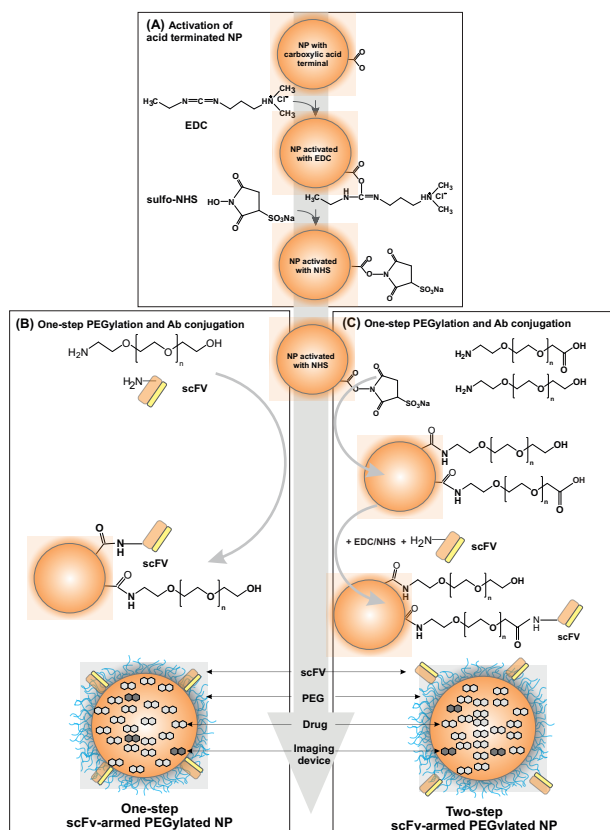 (A) Activation of
acid terminated NP
NP with
carboxylic acid
terminal
O
O
H3C
N
C
N
HN
CH3
Cl-
CH3
EDC
NP activated
with EDC
O
O
H3C
N
H
C
N
HN
CH3
Cl-
CH3
sulfo-NHS
HO
N
O
O
SO3Na
NP activated
with NHS
O
O
N
O
O
SO3Na
(B) One-step PEGylation and Ab conjugation
H2N
O
O
n
OH
H2N
scFV
O
NH
scFV
O
N
H
O
O
n
OH
NP activated
with NHS
O
O
N
O
O
SO3Na
(C) One-step PEGylation and Ab conjugation
H2N
O
O
n
OH
O
H2N
O
O
n
OH
O
N
H
O
O
n
OH
O
N
H
O
O
n
OH
O
+ EDC/NHS + H2N
scFV
O
N
H
O
O
n
OH
O
N
H
O
O
n
O
N
H
scFV
scFV
PEG
Drug
Imaging
device
One-step
scFv-armed PEGylated NP
Two-step
scFv-armed PEGylated NP